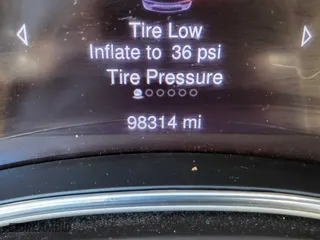 Tire Low
Inflate to 36 psi
Tire Pressure
98314 mi